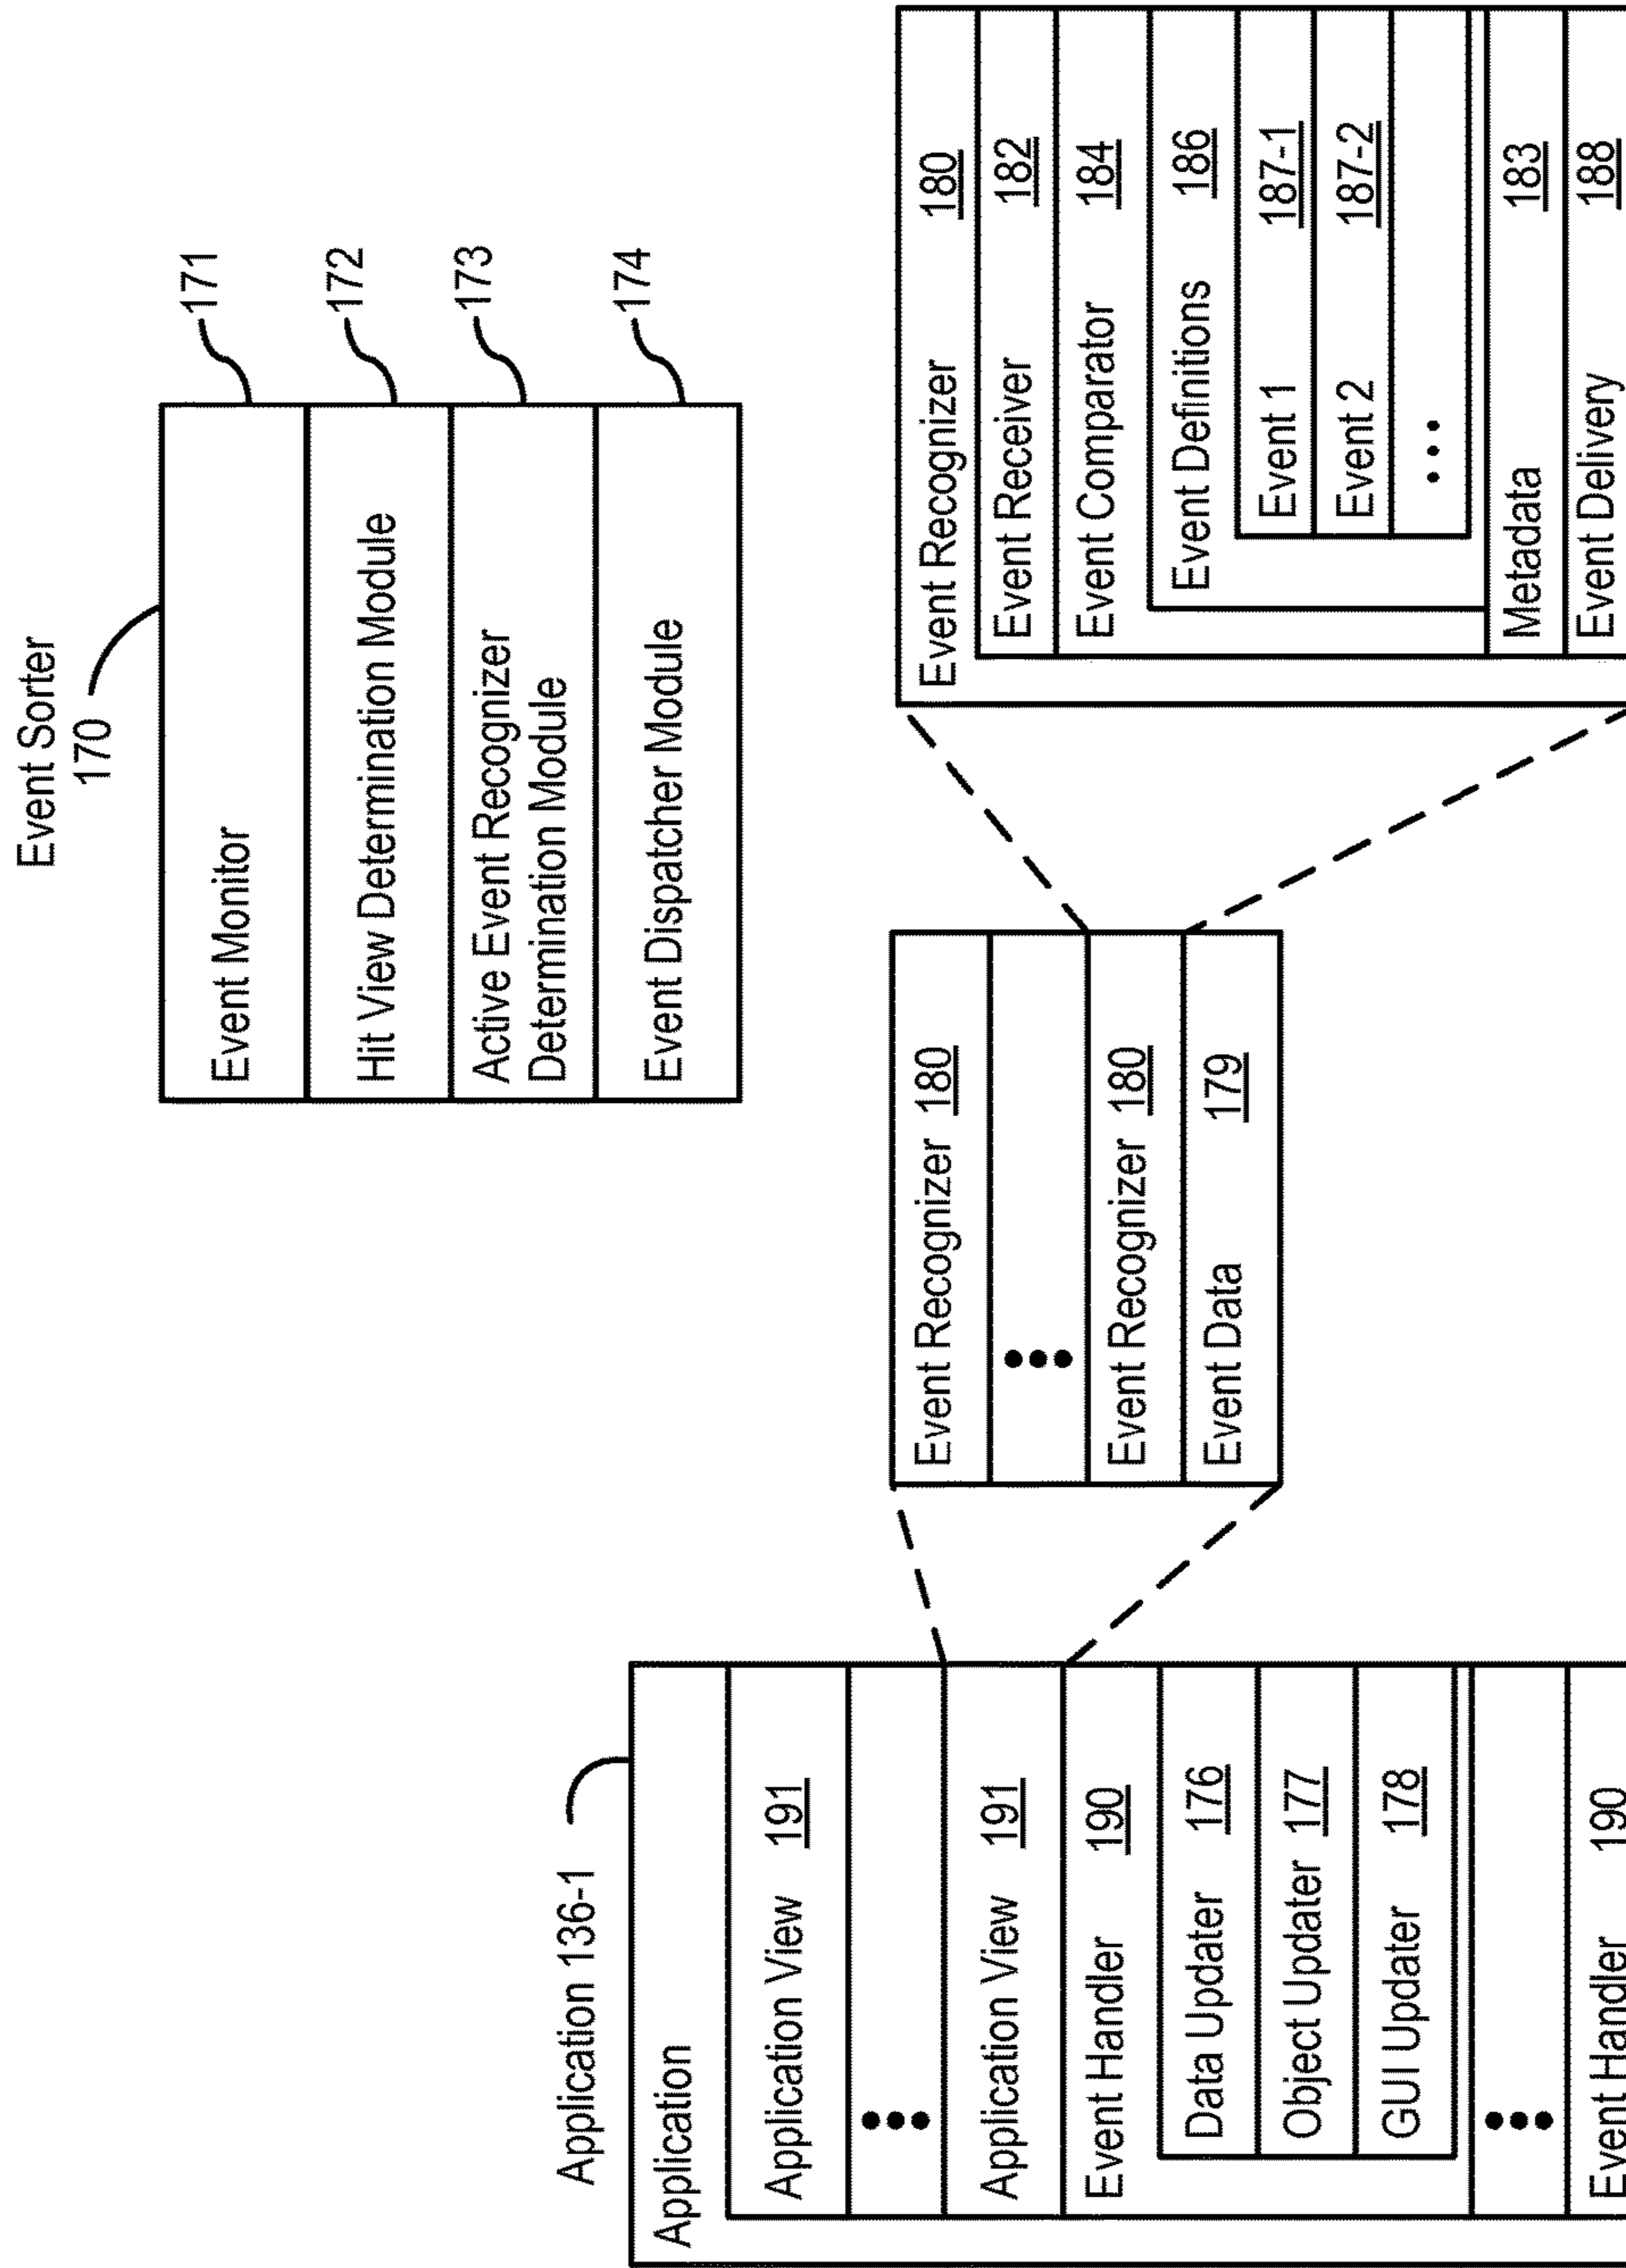 Event Sorter
170
Event Monitor
171
Hit View Determination Module
172
Active Event Recognizer
Determination Module
173
Event Dispatcher Module
174
Application 136-1
Application
Application View 191
•••
Application View 191
Event Handler 190
Data Updater 176
Object Updater 177
GUI Updater 178
•••
Event Handler 190
Event Recognizer 180
•••
Event Recognizer 180
Event Data 179
Event Recognizer 180
Event Receiver 182
Event Comparator 184
Event Definitions 186
Event 1 187-1
Event 2 187-2
•••
Metadata 183
Event Delivery 188